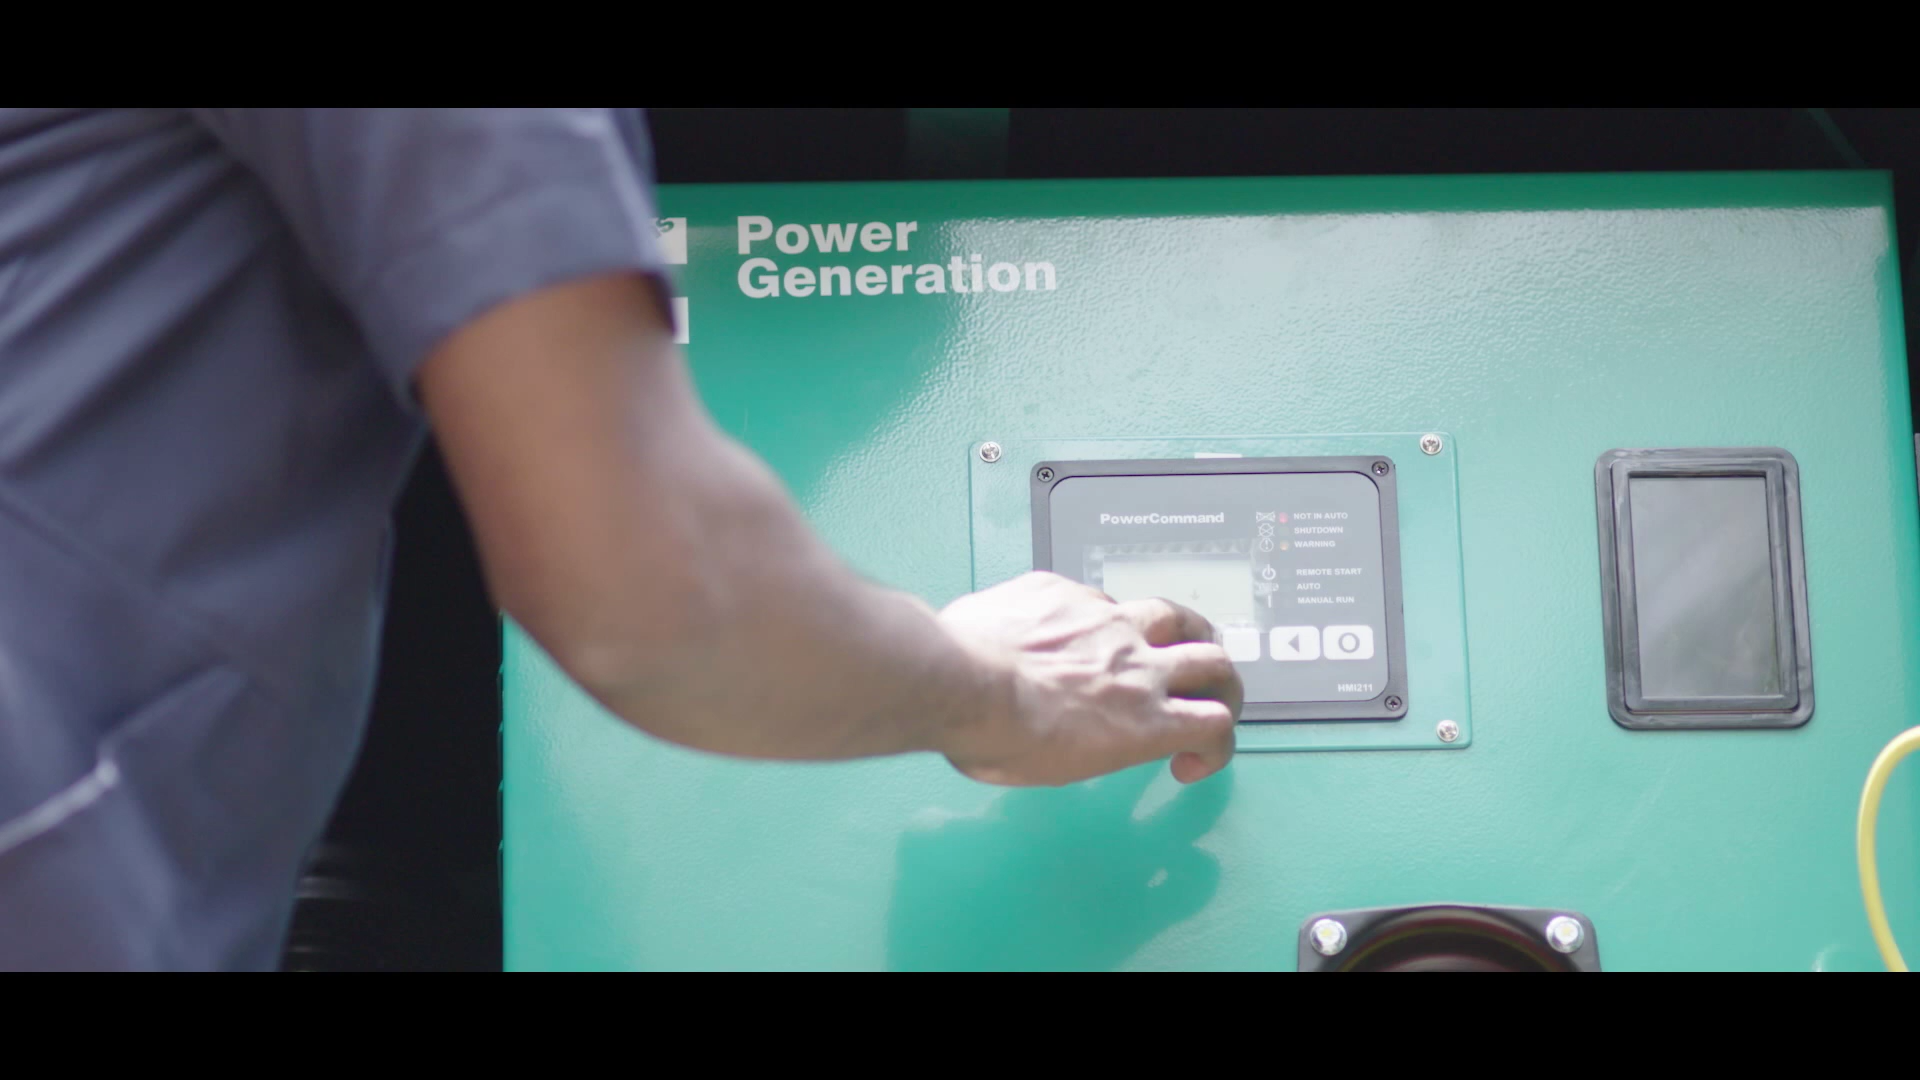 Power
Generation
PowerCommand
NOT IN AUTO
SHUTDOWN
WARNING
REMOTE START
AUTO
MANUAL RUN
O
HMI211